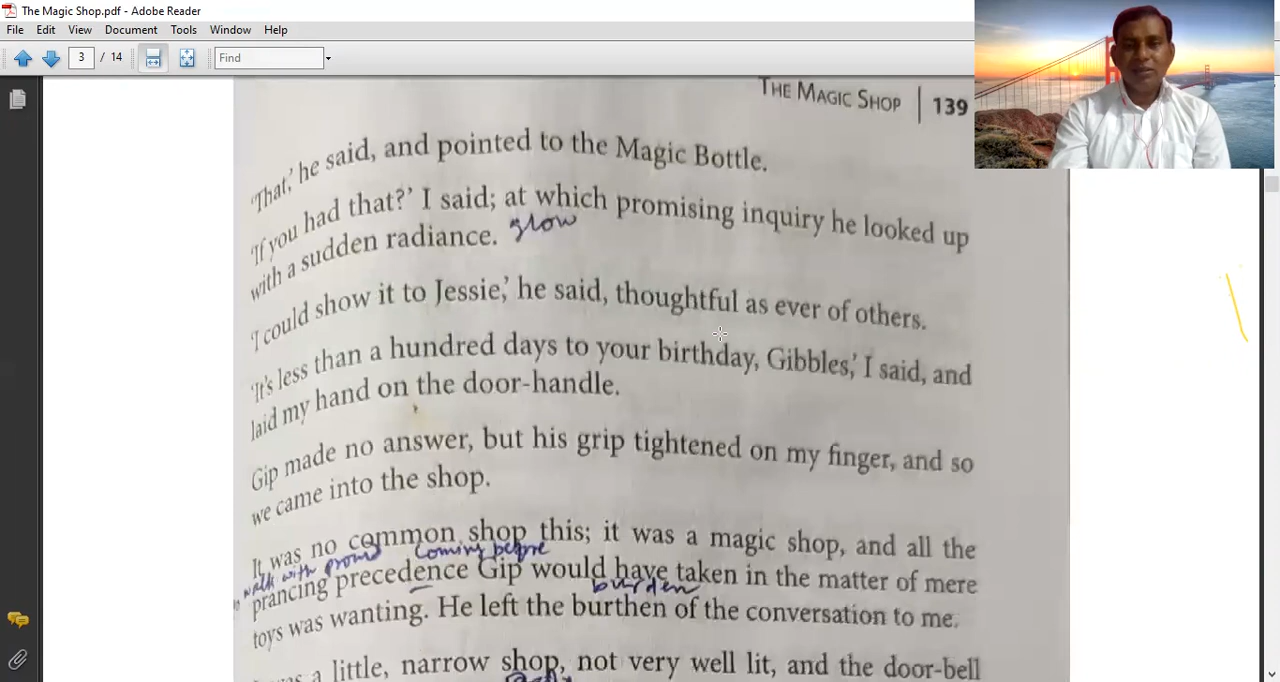 The Magic Shop.pdf - Adobe Reader
File Edit View Document Tools Window Help
3 / 14 Find
THE MAGIC SHOP | 139
'That,' he said, and pointed to the Magic Bottle.
'If you had that?' I said; at which promising inquiry he looked up
with a sudden radiance. glow
'I could show it to Jessie,' he said, thoughtful as ever of others.
'It's less than a hundred days to your birthday, Gibbles,' I said, and
laid my hand on the door-handle.
Gip made no answer, but his grip tightened on my finger, and so
we came into the shop.
It was no common shop this; it was a magic shop, and all the
walk with proud coming before
prancing precedence Gip would have taken in the matter of mere
burden
toys was wanting. He left the burthen of the conversation to me.
a little, narrow shop, not very well lit, and the door-bell